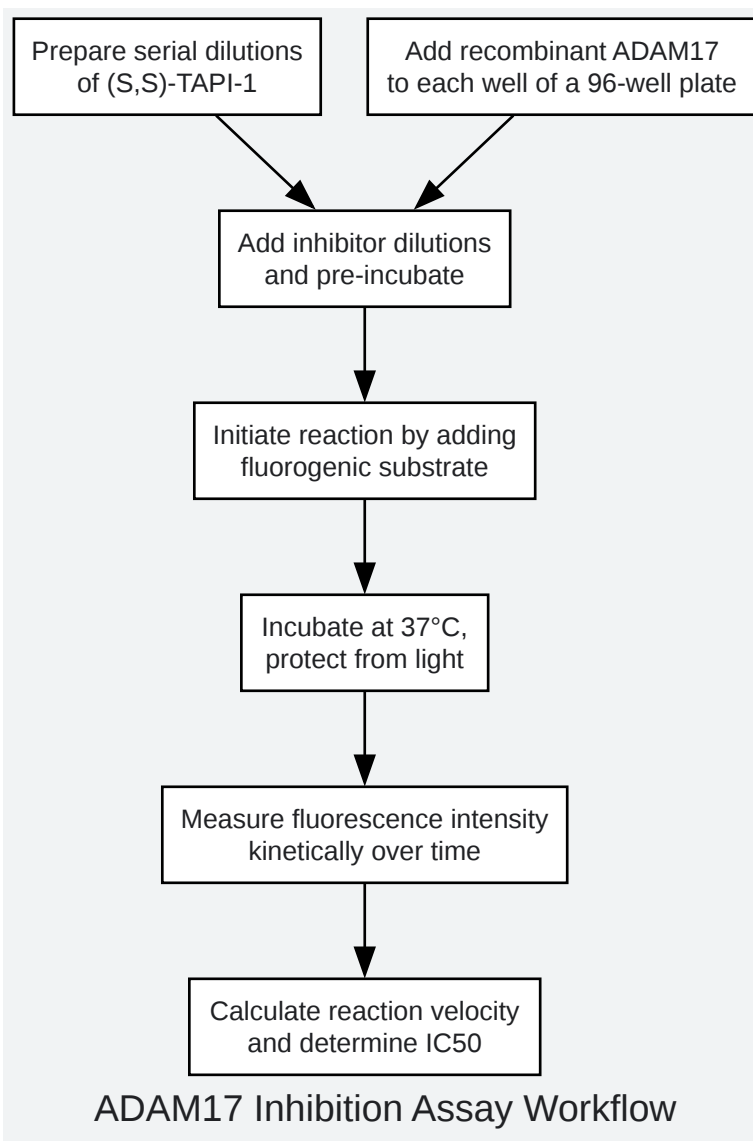 Prepare serial dilutions
of (S,S)-TAPI-1
Add recombinant ADAM17
to each well of a 96-well plate
Add inhibitor dilutions
and pre-incubate
Initiate reaction by adding
fluorogenic substrate
Incubate at 37°C,
protect from light
Measure fluorescence intensity
kinetically over time
Calculate reaction velocity
and determine IC50
ADAM17 Inhibition Assay Workflow